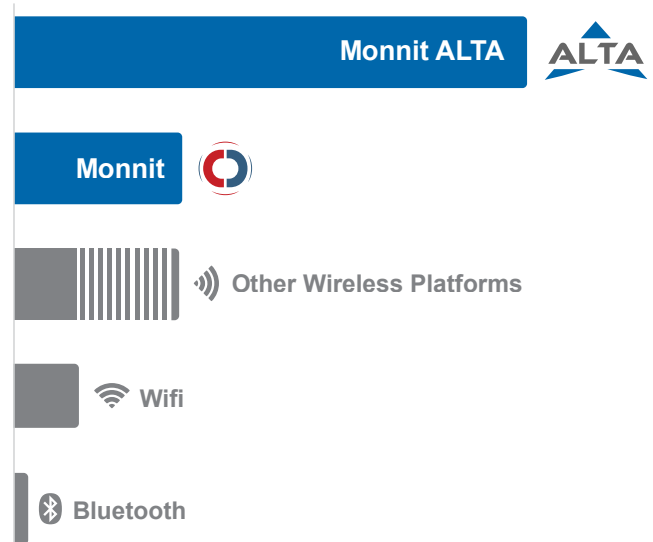 Monnit ALTA
ALTA
Monnit
Other Wireless Platforms
Wifi
Bluetooth